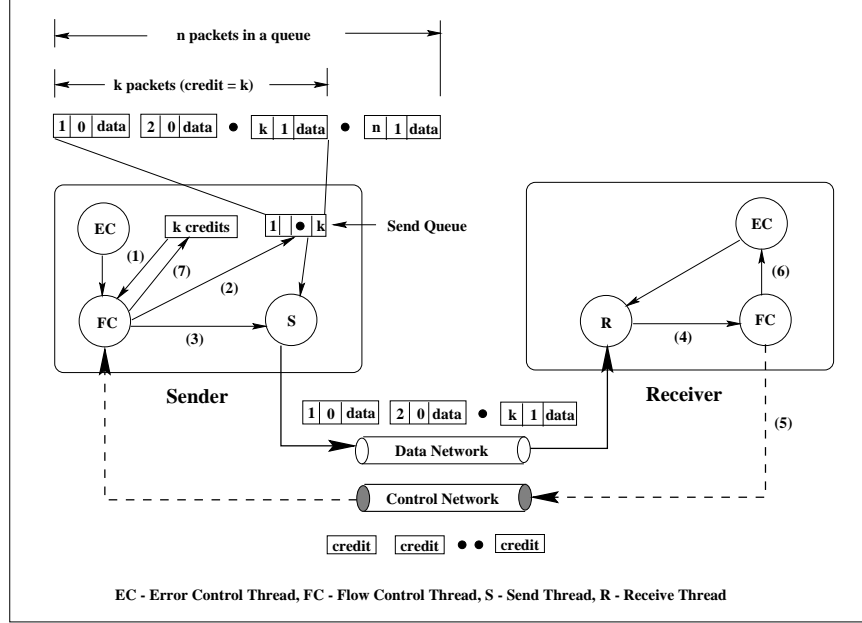 n packets in a queue
k packets (credit = k)
1 0 data 2 0 data • k 1 data • n 1 data
EC
k credits
1 • k
Send Queue
(1)
(7)
(2)
FC
(3)
S
Sender
EC
(6)
R
(4)
FC
Receiver
(5)
1 0 data 2 0 data • k 1 data
Data Network
Control Network
credit credit • • credit
EC - Error Control Thread, FC - Flow Control Thread, S - Send Thread, R - Receive Thread